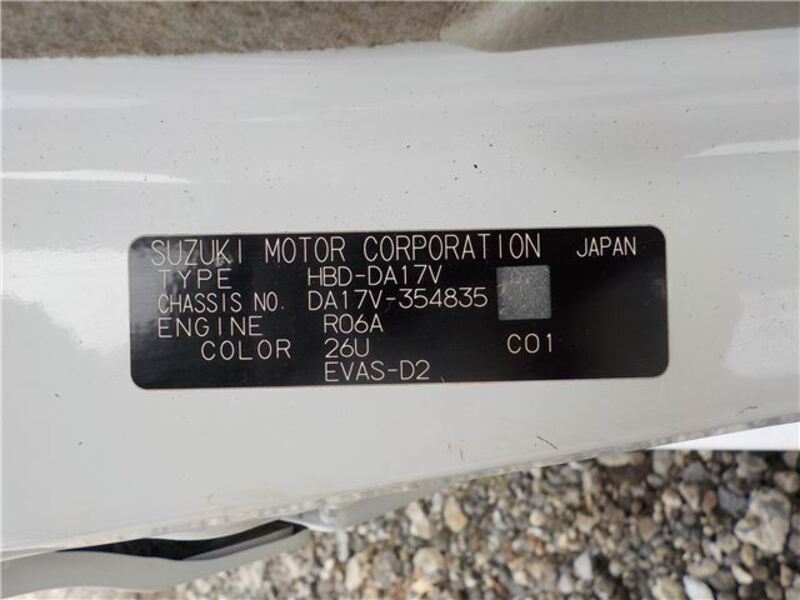 SUZUKI MOTOR CORPORATION JAPAN
TYPE HBD-DA17V
CHASSIS NO. DA17V-354835
ENGINE R06A
COLOR 26U C01
EVAS-D2